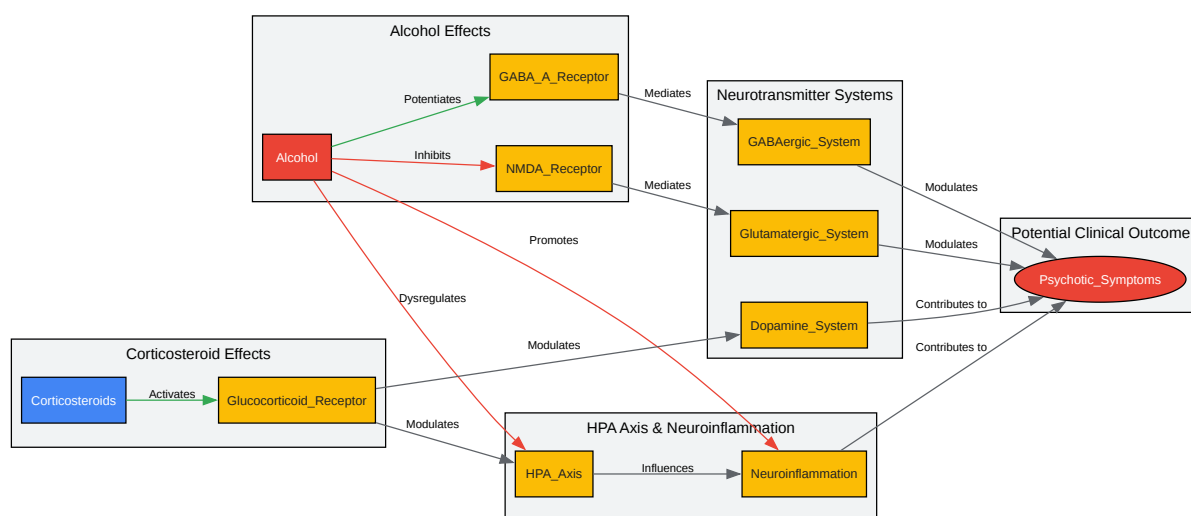 Alcohol Effects
GABA_A_Receptor
Potentiates
Alcohol
Inhibits
NMDA_Receptor
Mediates
Mediates
Neurotransmitter Systems
GABAergic_System
Glutamatergic_System
Dopamine_System
Modulates
Modulates
Contributes to
Contributes to
Potential Clinical Outcome
Psychotic_Symptoms
Promotes
Dysregulates
Corticosteroid Effects
Corticosteroids
Activates
Glucocorticoid_Receptor
Modulates
Modulates
HPA Axis & Neuroinflammation
HPA_Axis
Influences
Neuroinflammation